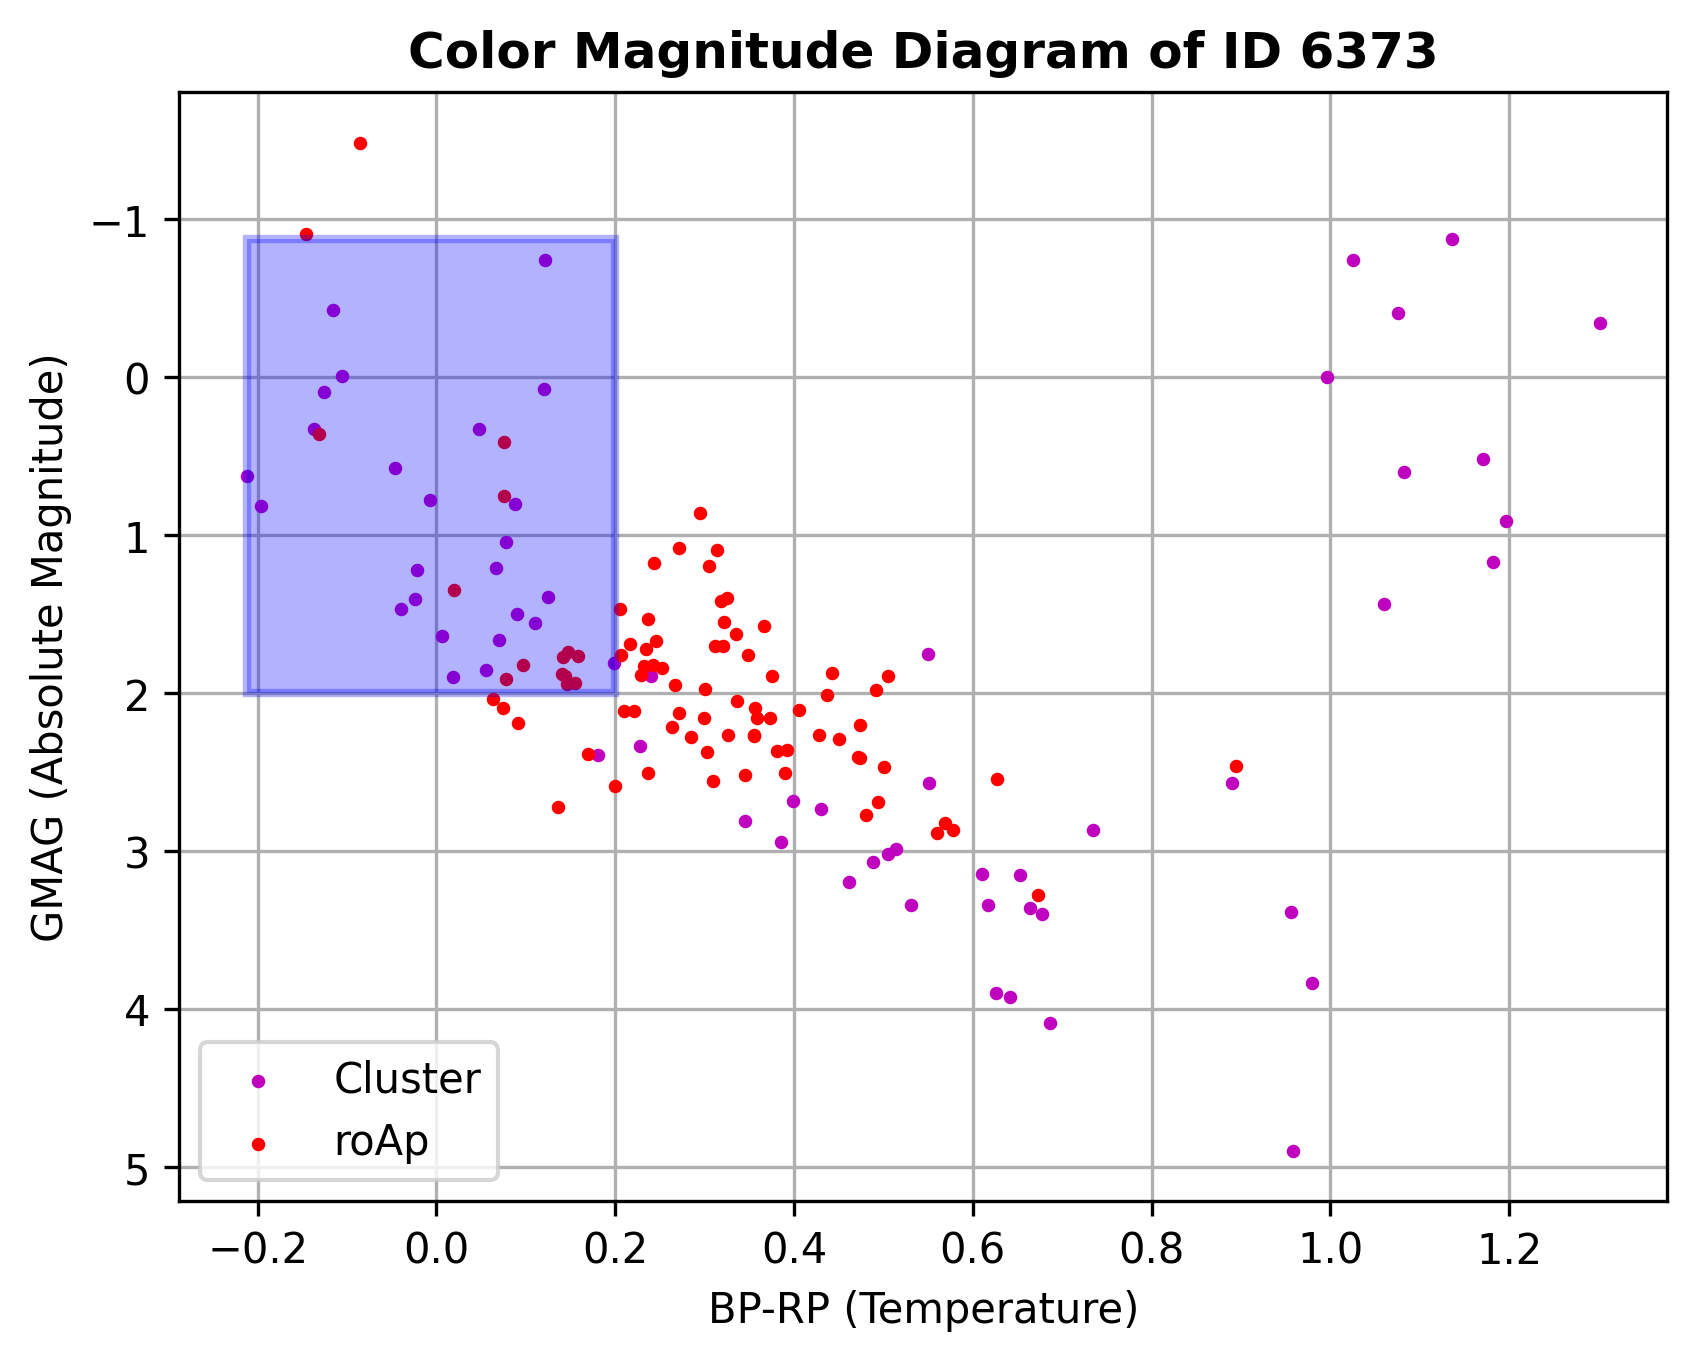 Color Magnitude Diagram of ID 6373
GMAG (Absolute Magnitude)
−1
0
1
2
3
4
5
Cluster
roAp
−0.2 0.0 0.2 0.4 0.6 0.8 1.0 1.2
BP-RP (Temperature)